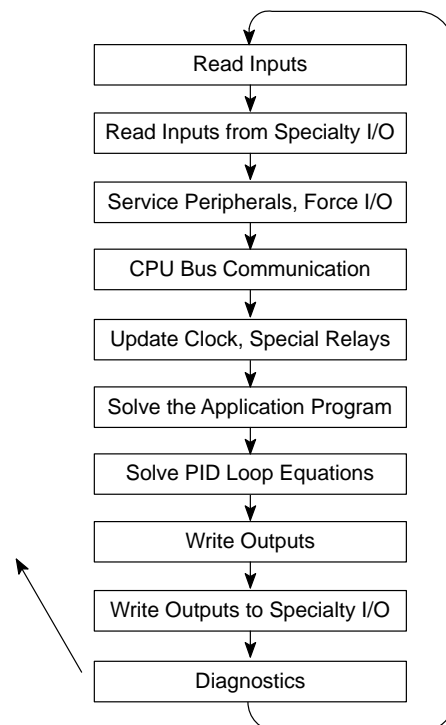 Read Inputs
Read Inputs from Specialty I/O
Service Peripherals, Force I/O
CPU Bus Communication
Update Clock, Special Relays
Solve the Application Program
Solve PID Loop Equations
Write Outputs
Write Outputs to Specialty I/O
Diagnostics